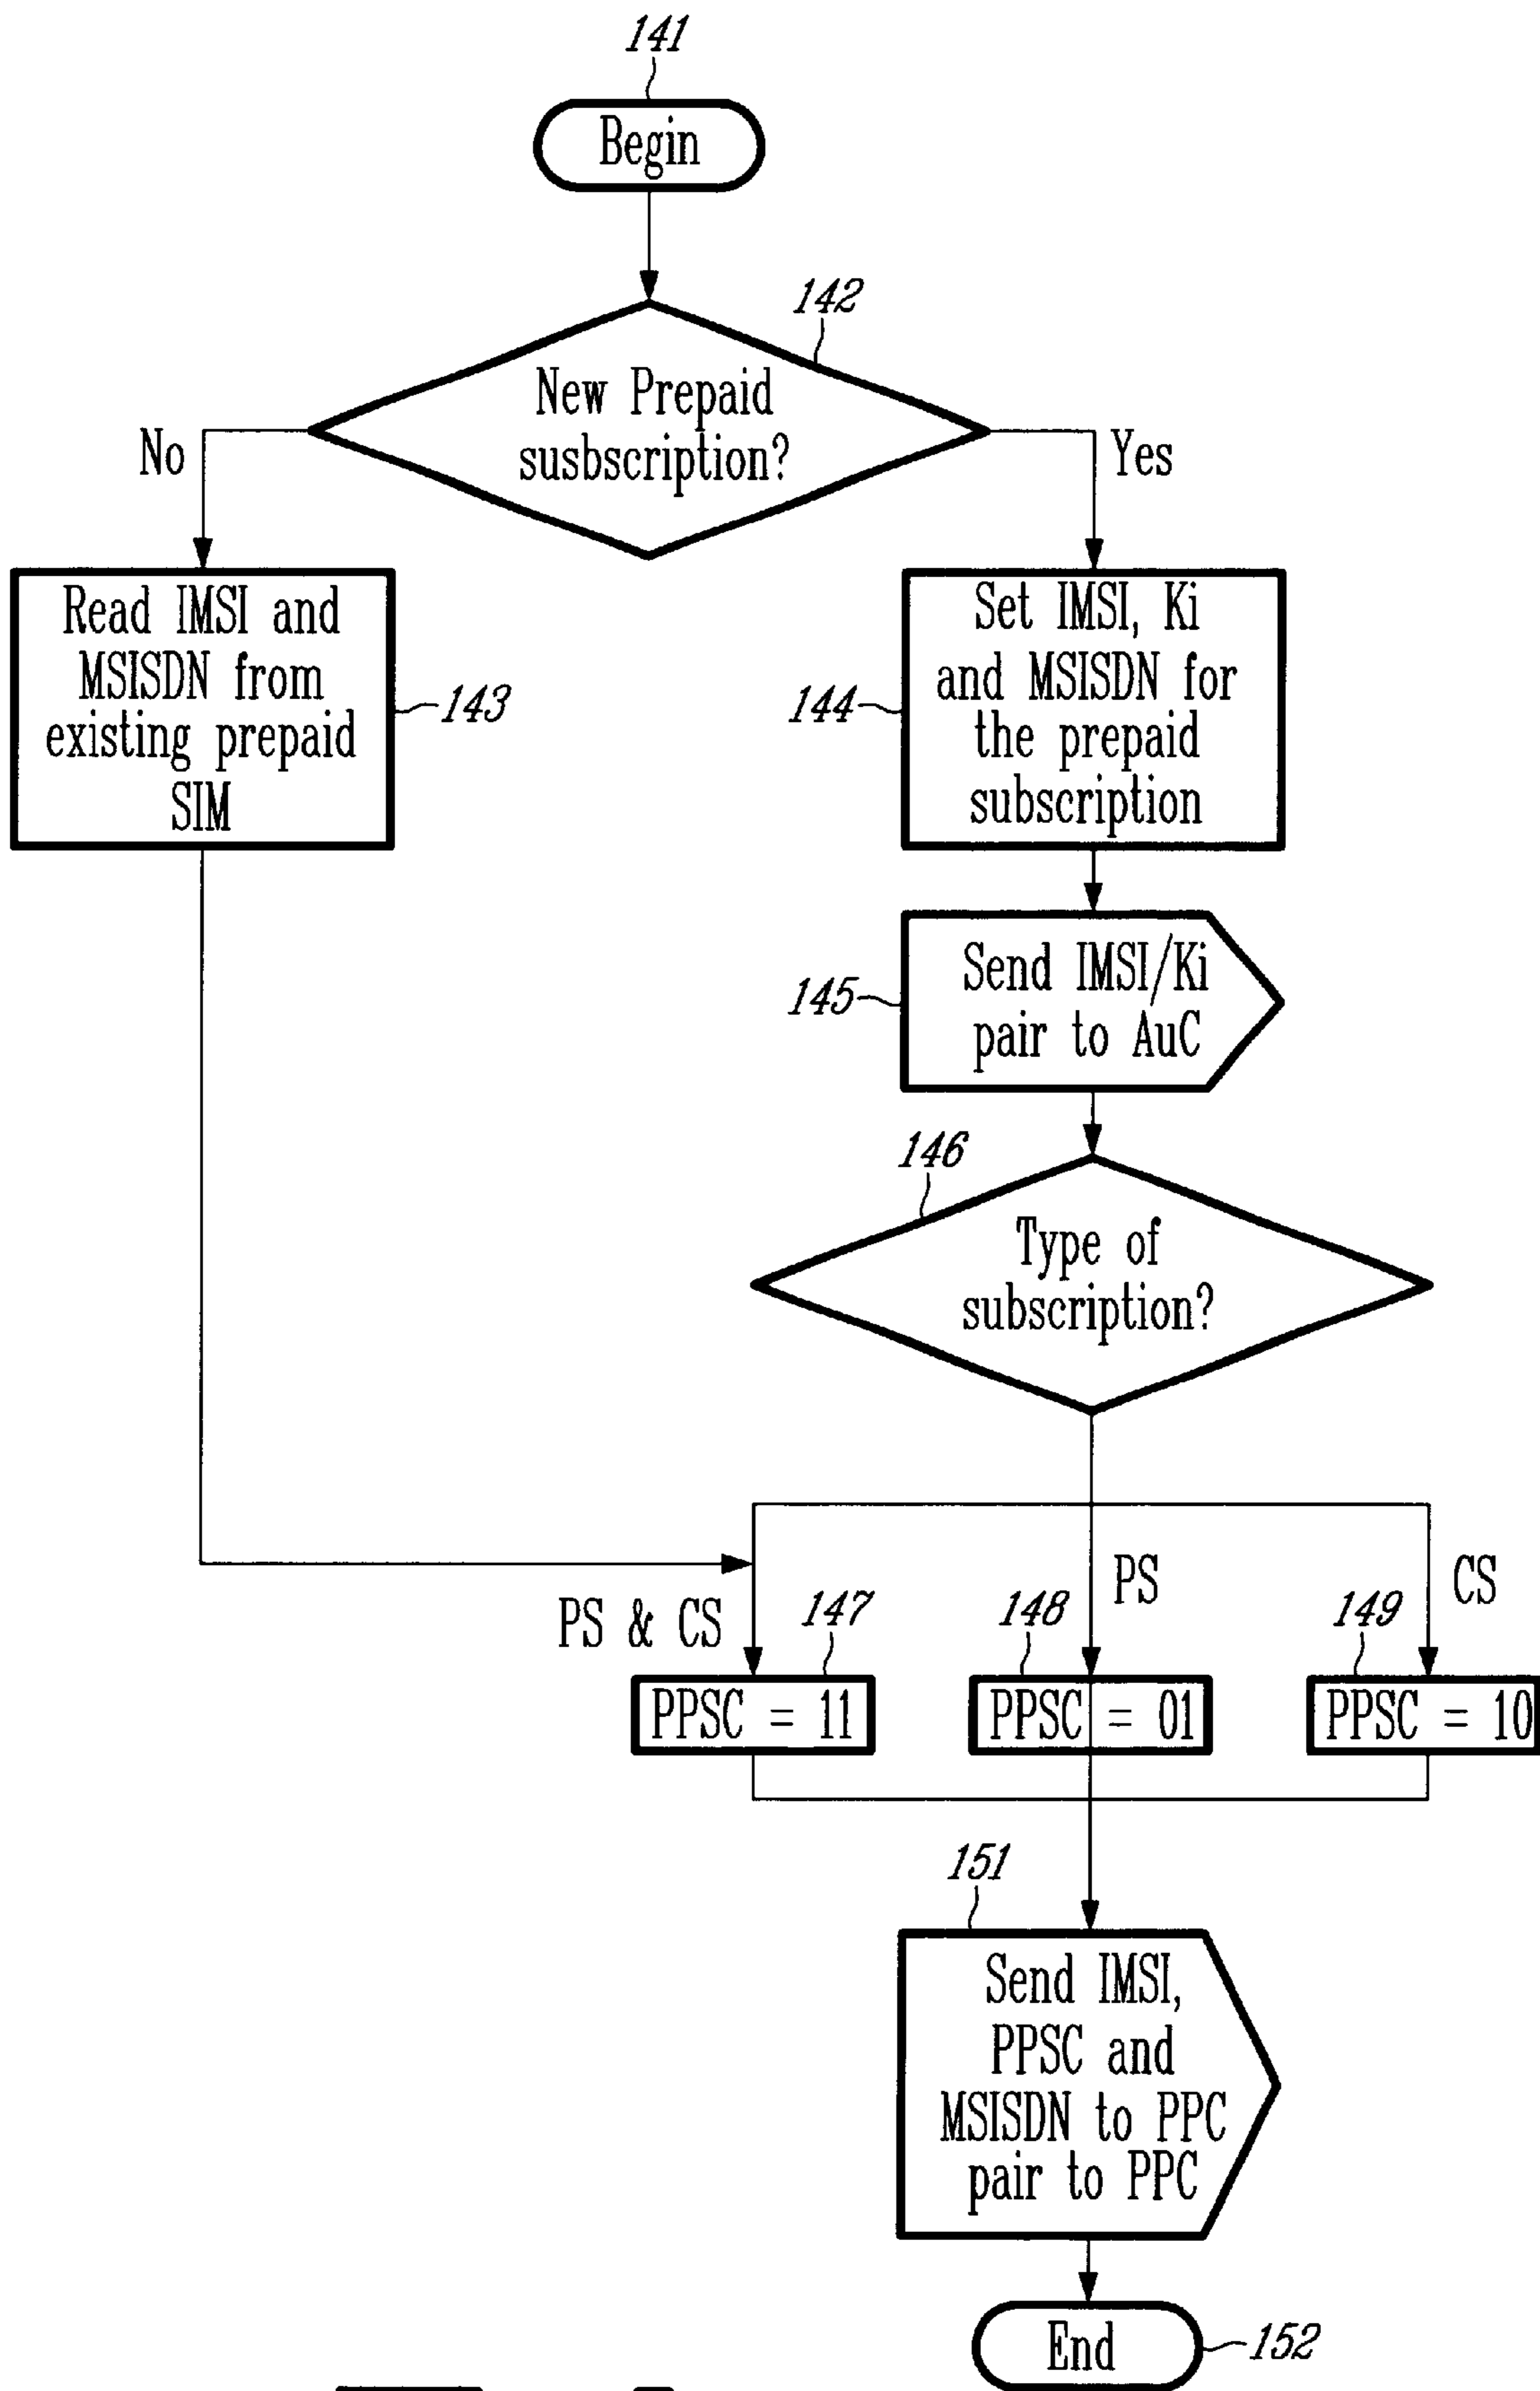 141
Begin
142
New Prepaid
susbscription?
No
Yes
Read IMSI and
MSISDN from
existing prepaid
SIM
143
Set IMSI, Ki
and MSISDN for
the prepaid
subscription
144
Send IMSI/Ki
pair to AuC
145
146
Type of
subscription?
PS & CS
PS
CS
147
148
149
PPSC = 11
PPSC = 01
PPSC = 10
151
Send IMSI,
PPSC and
MSISDN to PPC
pair to PPC
End
152